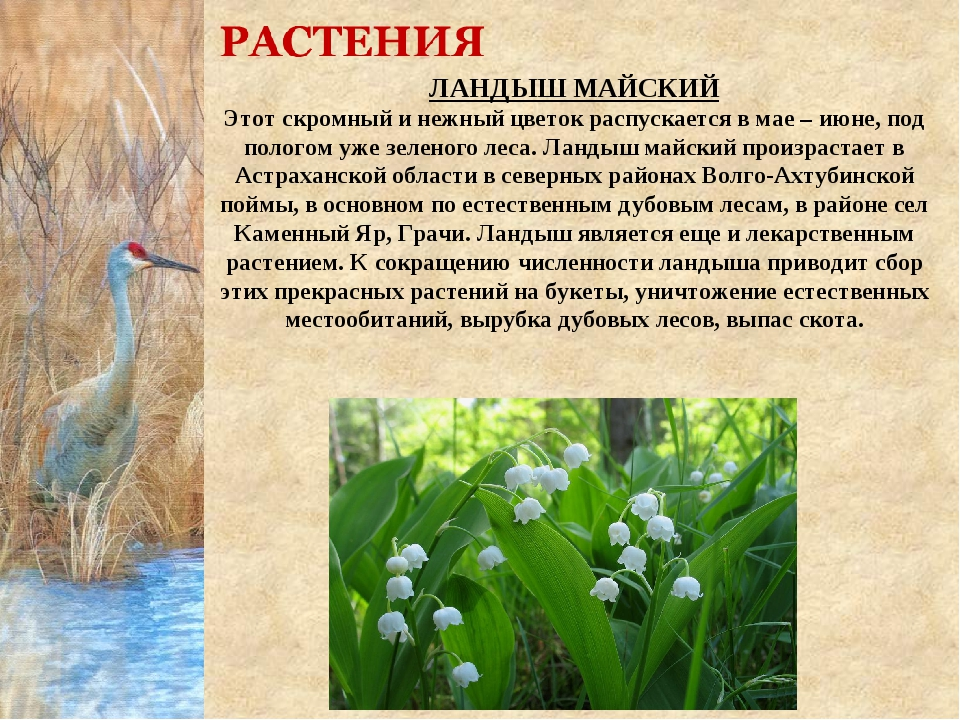 РАСТЕНИЯ
ЛАНДЫШ МАЙСКИЙ
Этот скромный и нежный цветок распускается в мае – июне, под
пологом уже зеленого леса. Ландыш майский произрастает в
Астраханской области в северных районах Волго-Ахтубинской
поймы, в основном по естественным дубовым лесам, в районе сел
Каменный Яр, Грачи. Ландыш является еще и лекарственным
растением. К сокращению численности ландыша приводит сбор
этих прекрасных растений на букеты, уничтожение естественных
местообитаний, вырубка дубовых лесов, выпас скота.